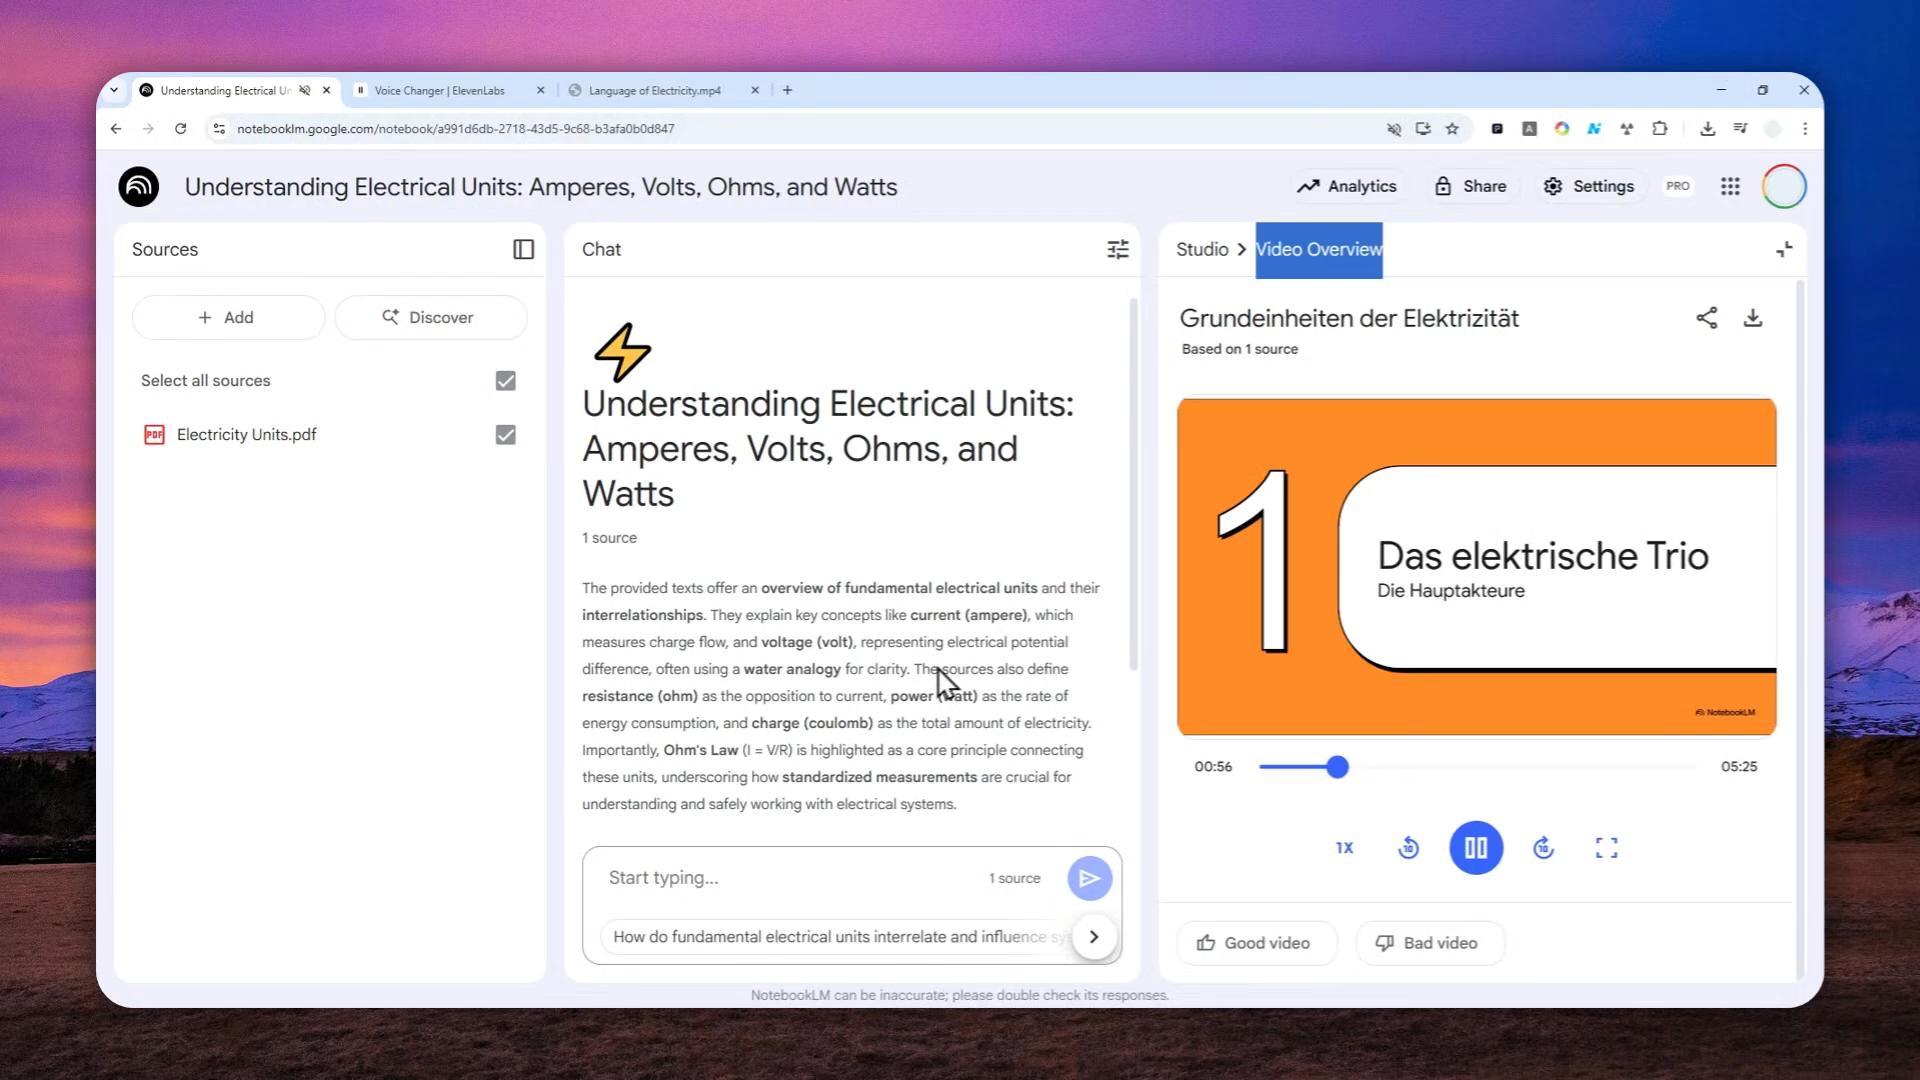 Understanding Electrical Un
Voice Changer | ElevenLabs
Language of Electricity.mp4
notebooklm.google.com/notebook/a991d6db-2718-43d5-9c68-b3afa0b0d847
Understanding Electrical Units: Amperes, Volts, Ohms, and Watts
Analytics
Share
Settings
PRO
Sources
Add
Discover
Select all sources
PDF
Electricity Units.pdf
Chat
Understanding Electrical Units:
Amperes, Volts, Ohms, and
Watts
1 source
The provided texts offer an overview of fundamental electrical units and their
interrelationships. They explain key concepts like current (ampere), which
measures charge flow, and voltage (volt), representing electrical potential
difference, often using a water analogy for clarity. The sources also define
resistance (ohm) as the opposition to current, power (watt) as the rate of
energy consumption, and charge (coulomb) as the total amount of electricity.
Importantly, Ohm's Law (I = V/R) is highlighted as a core principle connecting
these units, underscoring how standardized measurements are crucial for
understanding and safely working with electrical systems.
Start typing...
1 source
How do fundamental electrical units interrelate and influence sy
Studio
Video Overview
Grundeinheiten der Elektrizität
Based on 1 source
1
Das elektrische Trio
Die Hauptakteure
NotebookLM
00:56
05:25
1X
10
10
Good video
Bad video
NotebookLM can be inaccurate; please double check its responses.